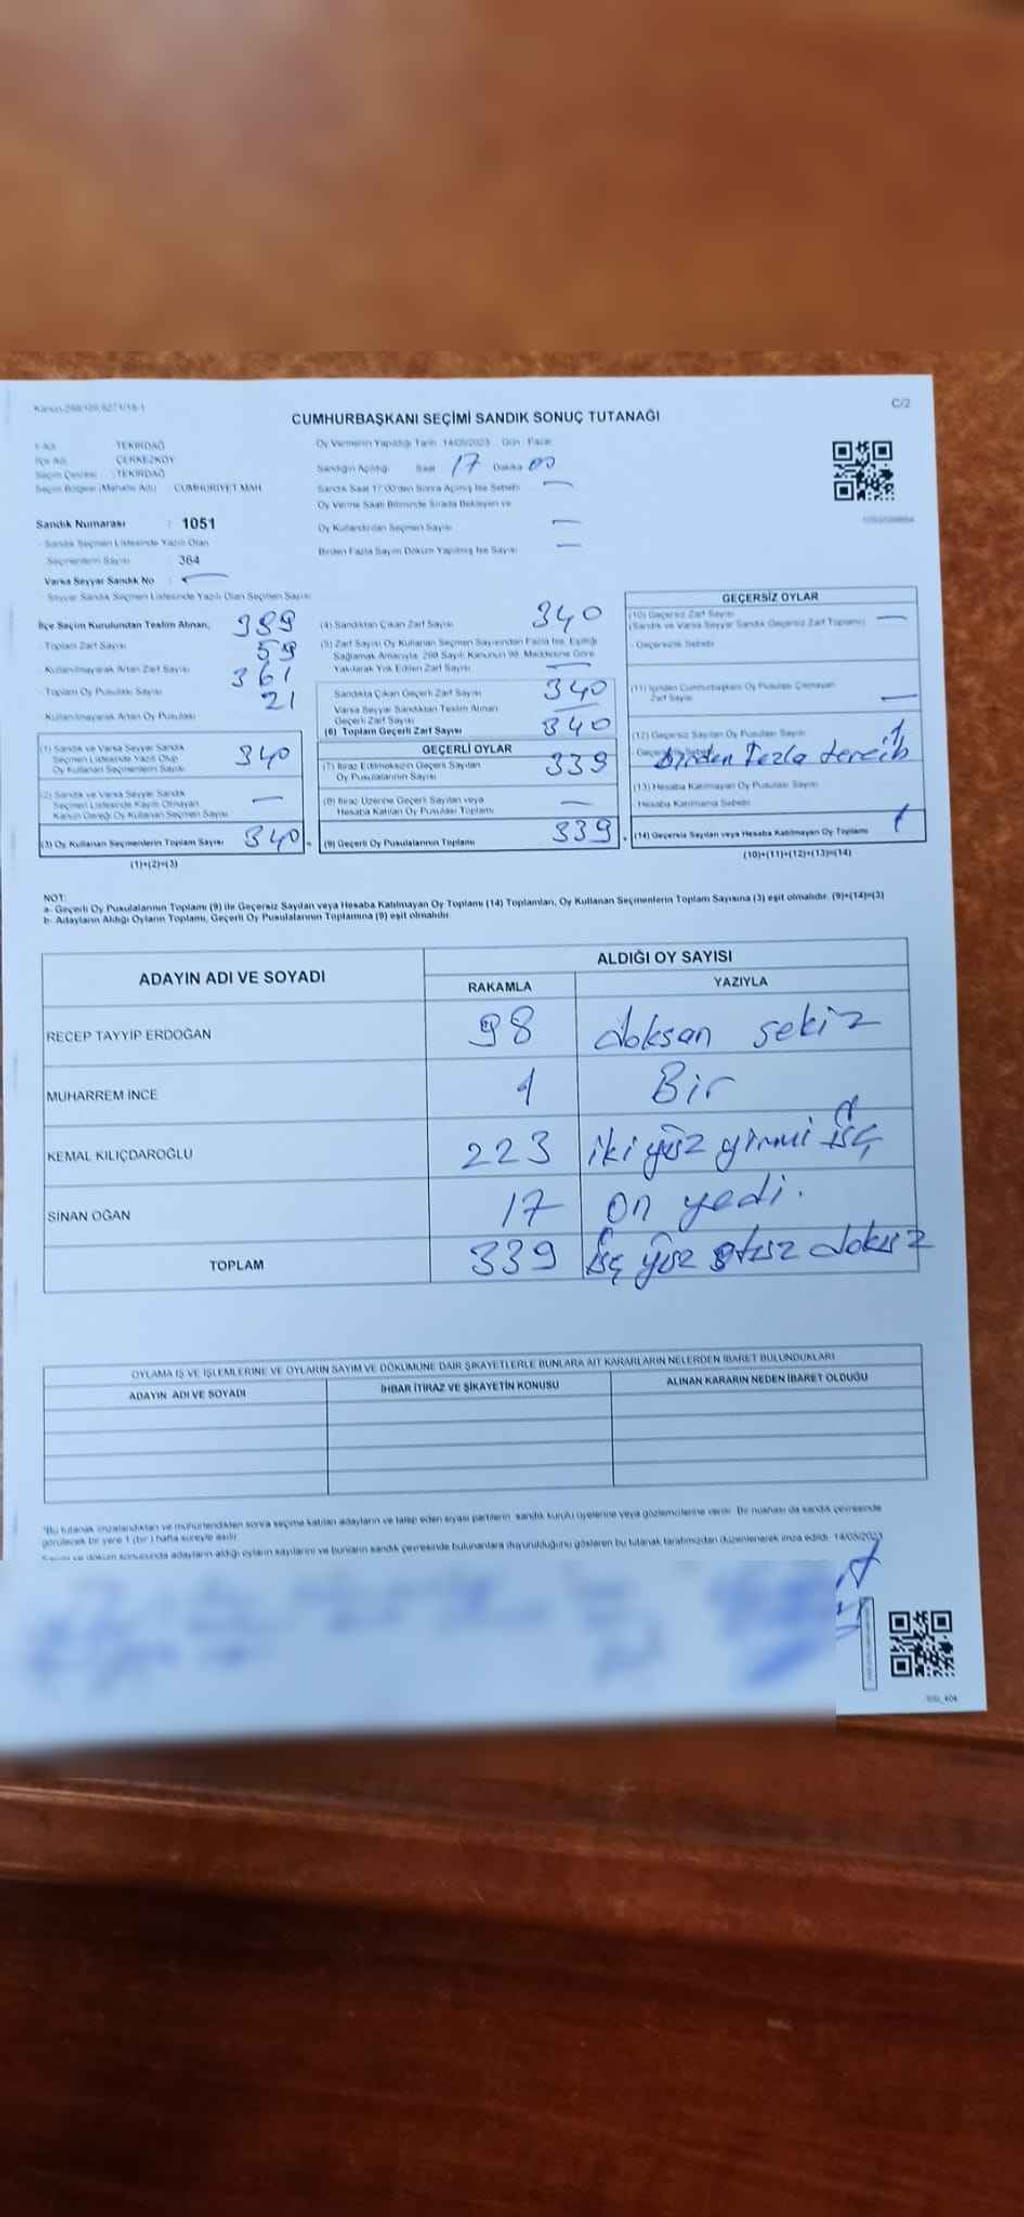 C/2
CUMHURBAŞKANI SEÇİMİ SANDIK SONUÇ TUTANAĞI
İl Adı : TEKİRDAĞ
İlçe Adı : ÇERKEZKÖY
Seçim Çevresi : TEKİRDAĞ
Seçim Bölgesi (Mahalle Adı) : CUMHURİYET MAH.
Sandık Numarası : 1051
Sandık Seçmen Listesinde Yazılı Olan
Seçmenlerin Sayısı : 364
Varsa Seyyar Sandık No : —
Seyyar Sandık Seçmen Listesinde Yazılı Olan Seçmen Sayısı:
Oy Vermenin Yapıldığı Tarih: 14/05/2023 Gün: Pazar
Sandığın Açıldığı Saat 17 Dakika 00
Sandık Saat 17:00'den Sonra Açılmış İse Sebebi —
Oy Verme Saati Bitiminde Sırada Bekleyen ve
Oy Kullandırılan Seçmen Sayısı —
Birden Fazla Sayım Döküm Yapılmış İse Sayısı —
İlçe Seçim Kurulundan Teslim Alınan,
Toplam Zarf Sayısı 399
Kullanılmayarak Artan Zarf Sayısı 59
Toplam Oy Pusulası Sayısı 361
Kullanılmayarak Artan Oy Pusulası 21
(1) Sandık ve Varsa Seyyar Sandık
Seçmen Listesinde Yazılı Olup
Oy Kullanan Seçmenlerin Sayısı 340
(2) Sandık ve Varsa Seyyar Sandık
Seçmen Listesinde Kayıtlı Olmayan
Kanun Gereği Oy Kullanan Seçmen Sayısı —
(3) Oy Kullanan Seçmenlerin Toplam Sayısı 340
(1)+(2)=(3)
(4) Sandıktan Çıkan Zarf Sayısı 340
(5) Zarf Sayısı Oy Kullanan Seçmen Sayısından Fazla İse, Eşitliği
Sağlamak Amacıyla, 298 Sayılı Kanunun 98. Maddesine Göre
Yakılarak Yok Edilen Zarf Sayısı —
Sandıkta Çıkan Geçerli Zarf Sayısı 340
Varsa Seyyar Sandıktan Teslim Alınan
Geçerli Zarf Sayısı —
(6) Toplam Geçerli Zarf Sayısı 340
GEÇERLİ OYLAR
(7) İtiraz Edilmeksizin Geçerli Sayılan
Oy Pusulalarının Sayısı 339
(8) İtiraz Üzerine Geçerli Sayılan veya
Hesaba Katılan Oy Pusulası Toplamı —
(9) Geçerli Oy Pusulalarının Toplamı 339
GEÇERSİZ OYLAR
(10) Geçersiz Zarf Sayısı
(Sandık ve Varsa Seyyar Sandık Geçersiz Zarf Toplamı) —
Geçersizlik Sebebi
(11) İçinden Cumhurbaşkanı Oy Pusulası Çıkmayan
Zarf Sayısı —
(12) Geçersiz Sayılan Oy Pusulası Sayısı 1
Geçersizlik Sebebi Birden Fezla tercih
(13) Hesaba Katılmayan Oy Pusulası Sayısı
Hesaba Katılmama Sebebi
(14) Geçersiz Sayılan veya Hesaba Katılmayan Oy Toplamı 1
(10)+(11)+(12)+(13)=(14)
NOT:
a- Geçerli Oy Pusulalarının Toplamı (9) ile Geçersiz Sayılan veya Hesaba Katılmayan Oy Toplamı (14) Toplamları, Oy Kullanan Seçmenlerin Toplam Sayısına (3) eşit olmalıdır. (9)+(14)=(3)
b- Adayların Aldığı Oyların Toplamı, Geçerli Oy Pusulalarının Toplamına (9) eşit olmalıdır.
ADAYIN ADI VE SOYADI ALDIĞI OY SAYISI
RAKAMLA YAZIYLA
RECEP TAYYİP ERDOĞAN 98 doksan sekiz
MUHARREM İNCE 1 Bir
KEMAL KILIÇDAROĞLU 223 iki yüz yirmi üç
SİNAN OĞAN 17 on yedi.
TOPLAM 339 üç yüz otuz dokuz
OYLAMA İŞ VE İŞLEMLERİNE VE OYLARIN SAYIM VE DÖKÜMÜNE DAİR ŞİKAYETLERLE BUNLARA AİT KARARLARIN NELERDEN İBARET BULUNDUKLARI
ADAYIN ADI VE SOYADI İHBAR İTİRAZ VE ŞİKAYETİN KONUSU ALINAN KARARIN NEDEN İBARET OLDUĞU
"Bu tutanak imzalandıktan ve mühürlendikten sonra seçime katılan adayların ve talep eden siyasi partilerin sandık kurulu üyelerine veya gözlemcilerine verilir. Bir nüshası da sandık çevresinde
görülecek bir yere 1 (bir) hafta süreyle asılır.
Sayım ve döküm sonucunda adayların aldığı oyların sayılarını ve bunların sandık çevresinde bulunanlara duyurulduğunu gösteren bu tutanak tarafımızdan düzenlenerek imza edildi. 14/05/2023